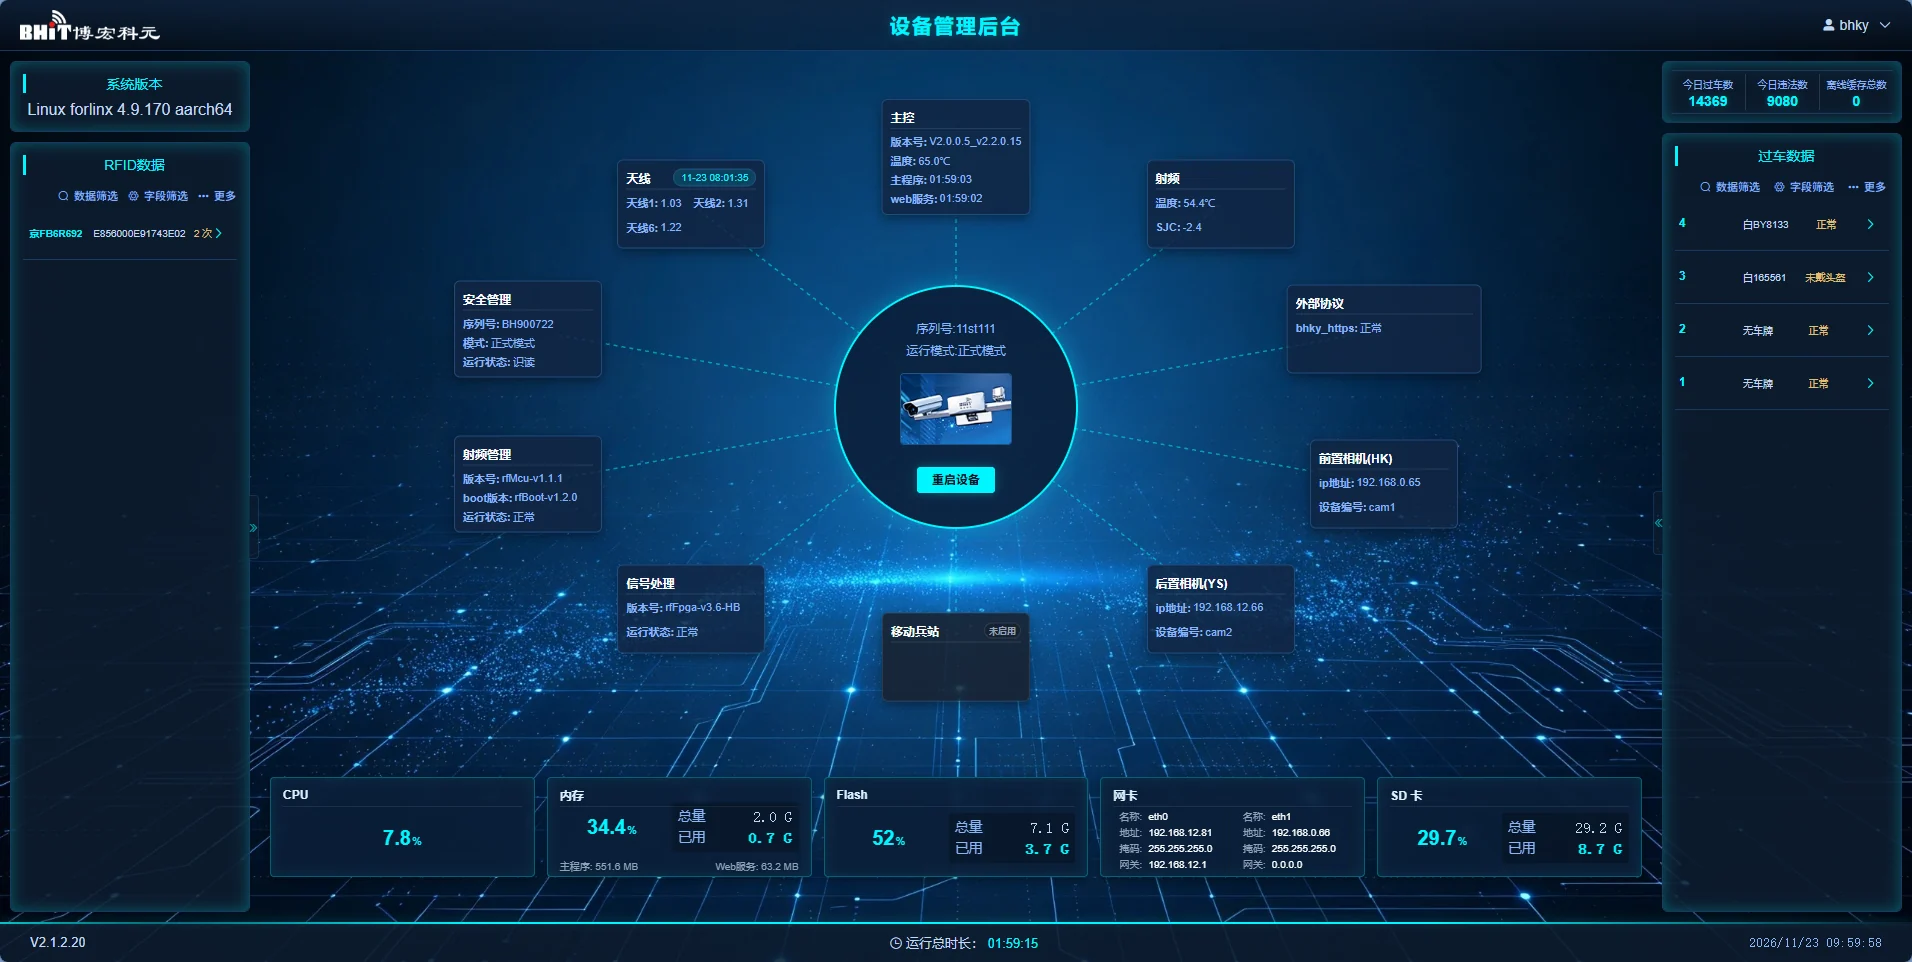 BHiT博宏科元
设备管理后台
bhky
系统版本
Linux forlinx 4.9.170 aarch64
RFID数据
数据筛选 字段筛选 更多
京FB6R692 E856000E91743E02 2 次
主控
版本号: V2.0.0.5_v2.2.0.15
温度: 65.0℃
主程序: 01:59:03
web服务: 01:59:02
天线 11-23 08:01:35
天线1: 1.03 天线2: 1.31
天线6: 1.22
射频
温度: 54.4℃
SJC: -2.4
安全管理
序列号: BH900722
模式: 正式模式
运行状态: 识读
外部协议
bhky_https: 正常
序列号:11st111
运行模式:正式模式
重启设备
射频管理
版本号: rfMcu-v1.1.1
boot版本: rfBoot-v1.2.0
运行状态: 正常
前置相机(HK)
ip地址: 192.168.0.65
设备编号: cam1
信号处理
版本号: rfFpga-v3.6-HB
运行状态: 正常
后置相机(YS)
ip地址: 192.168.12.66
设备编号: cam2
移动兵站 未启用
今日过车数 今日违法数 离线缓存总数
14369 9080 0
过车数据
数据筛选 字段筛选 更多
4 白BY8133 正常
3 白165561 未戴头盔
2 无车牌 正常
1 无车牌 正常
CPU
7.8%
内存
34.4%
总量 2.0 G
已用 0.7 G
主程序: 551.6 MB Web服务: 63.2 MB
Flash
52%
总量 7.1 G
已用 3.7 G
网卡
名称: eth0 名称: eth1
地址: 192.168.12.81 地址: 192.168.0.66
掩码: 255.255.255.0 掩码: 255.255.255.0
网关: 192.168.12.1 网关: 0.0.0.0
SD 卡
29.7%
总量 29.2 G
已用 8.7 G
V2.1.2.20
运行总时长: 01:59:15
2026/11/23 09:59:58